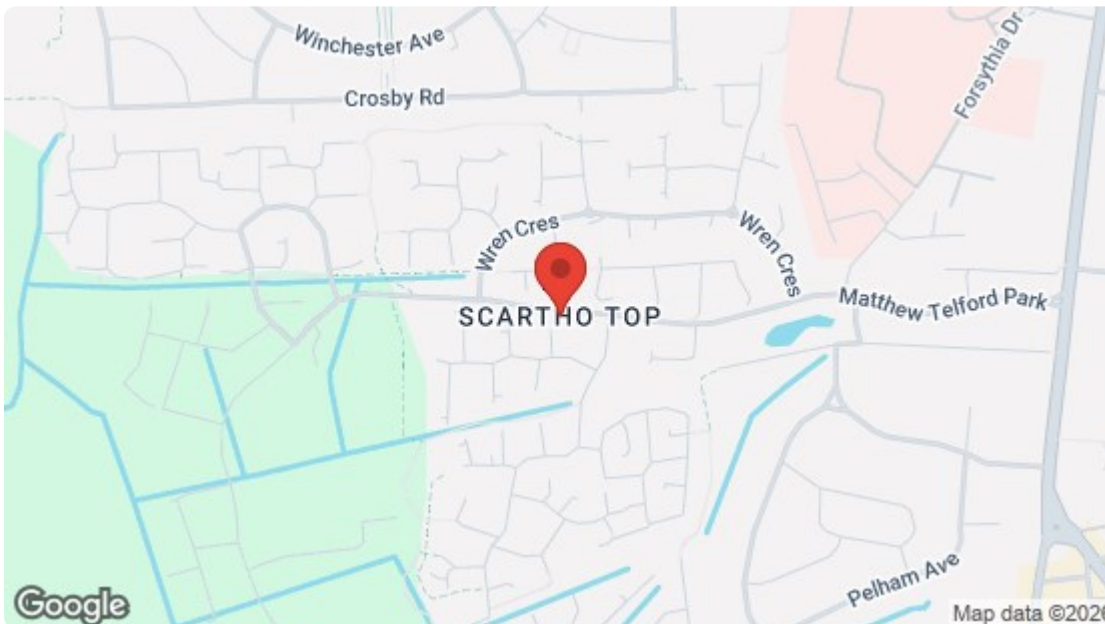 Winchester Ave
Crosby Rd
Forsythia Dr
Wren Cres
Wren Cres
Matthew Telford Park
SCARTHO TOP
Pelham Ave
Google
Map data ©2026